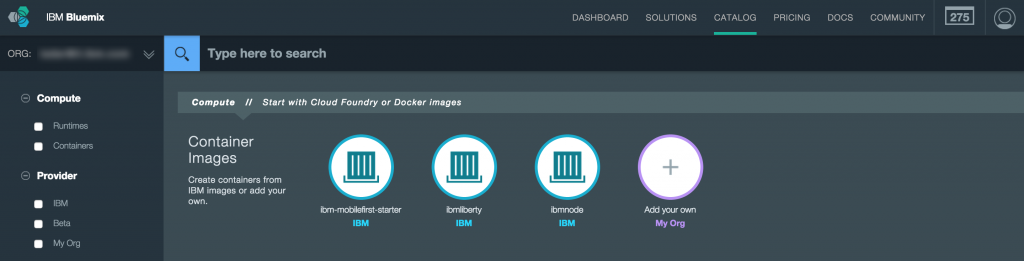 IBM Bluemix
DASHBOARD SOLUTIONS CATALOG PRICING DOCS COMMUNITY 275
ORG:
Type here to search
Compute
Runtimes
Containers
Provider
IBM
Beta
My Org
Compute // Start with Cloud Foundry or Docker images
Container
Images
Create containers from
IBM images or add your
own.
ibm-mobilefirst-starter
IBM
ibmliberty
IBM
ibmnode
IBM
Add your own
My Org